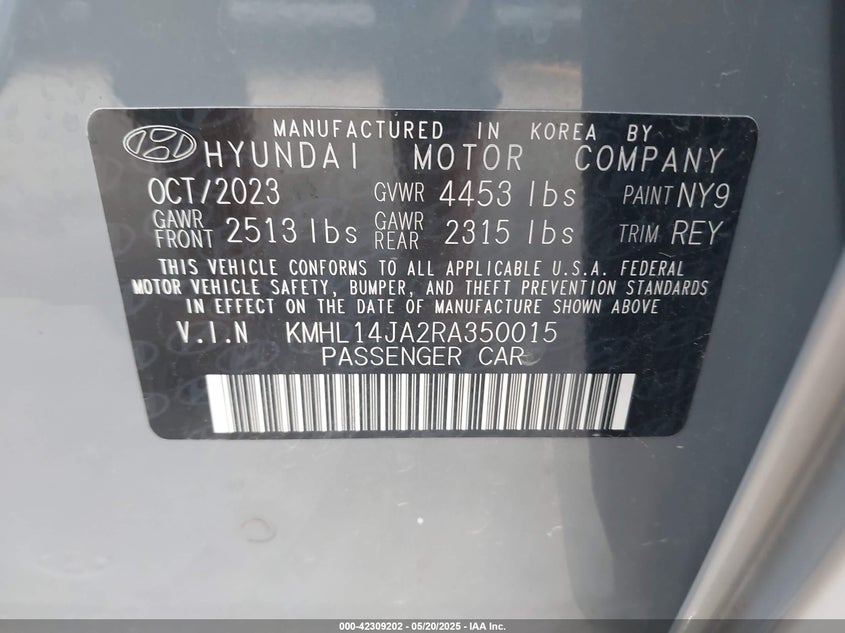 MANUFACTURED IN KOREA BY
HYUNDAI MOTOR COMPANY
OCT/2023 GVWR 4453 lbs PAINT NY9
GAWR FRONT 2513 lbs GAWR REAR 2315 lbs TRIM REY
THIS VEHICLE CONFORMS TO ALL APPLICABLE U.S.A. FEDERAL
MOTOR VEHICLE SAFETY, BUMPER, AND THEFT PREVENTION STANDARDS
IN EFFECT ON THE DATE OF MANUFACTURE SHOWN ABOVE
V.I.N KMHL14JA2RA350015
PASSENGER CAR
000-42309202 — 05/20/2025 — IAA Inc.